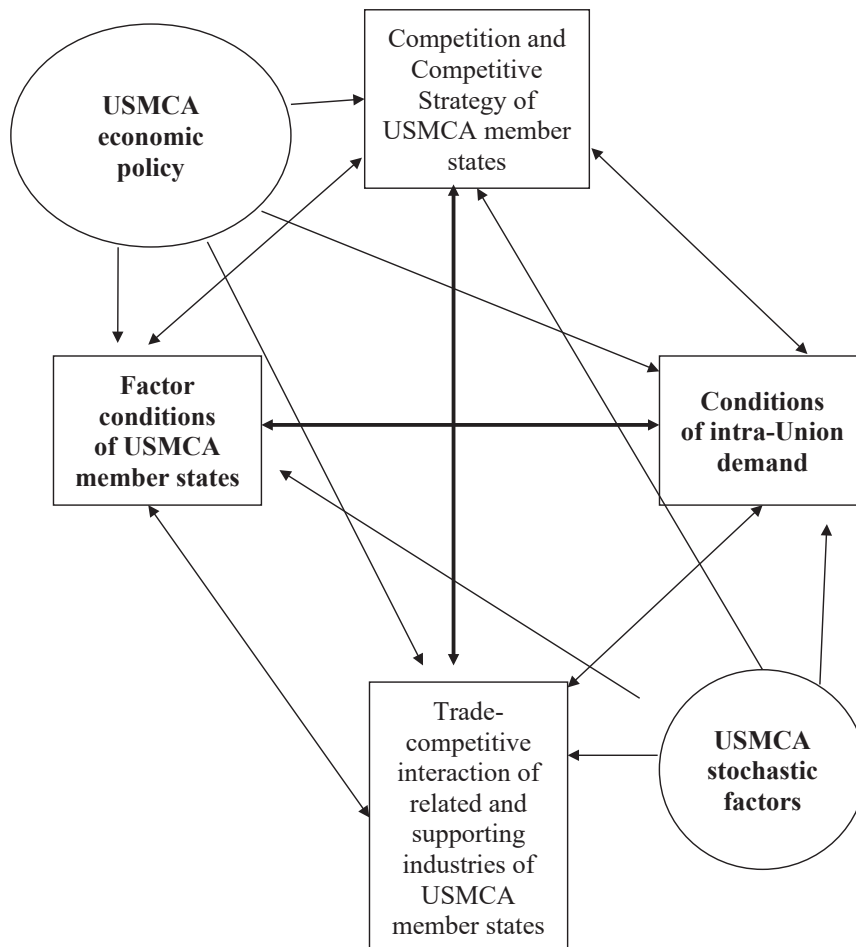 Competition and
Competitive
Strategy of
USMCA member
states
USMCA
economic
policy
Factor
conditions
of USMCA
member states
Conditions
of intra-Union
demand
Trade-
competitive
interaction of
related and
supporting
industries of
USMCA
member states
USMCA
stochastic
factors